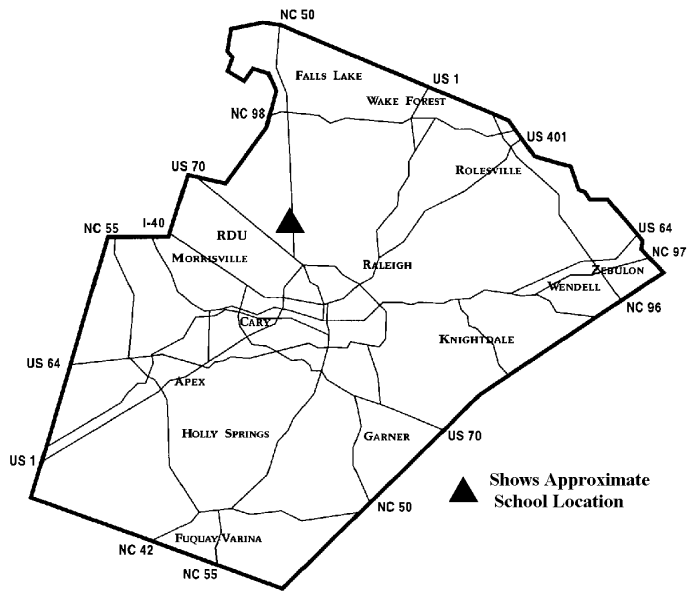 NC 50
FALLS LAKE
US 1
WAKE FOREST
NC 98
US 401
US 70
ROLESVILLE
I-40
NC 55
RDU
US 64
MORRISVILLE
RALEIGH
NC 97
ZEBULON
WENDELL
NC 96
CARY
KNIGHTDALE
US 64
APEX
HOLLY SPRINGS
GARNER
US 70
US 1
Shows Approximate
School Location
NC 50
FUQUAY VARINA
NC 42
NC 55